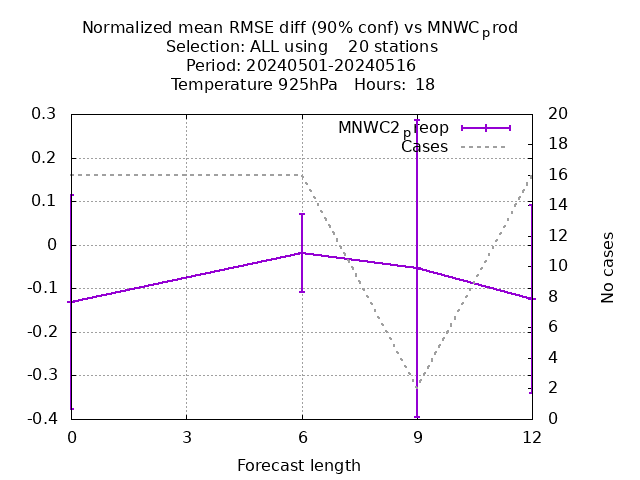 Normalized mean RMSE diff (90% conf) vs MNWCprod
Selection: ALL using 20 stations
Period: 20240501-20240516
Temperature 925hPa Hours: 18
MNWC2preop
Cases
0.3
0.2
0.1
0
-0.1
-0.2
-0.3
-0.4
20
18
16
14
12
10
8
6
4
2
0
No cases
0 3 6 9 12
Forecast length